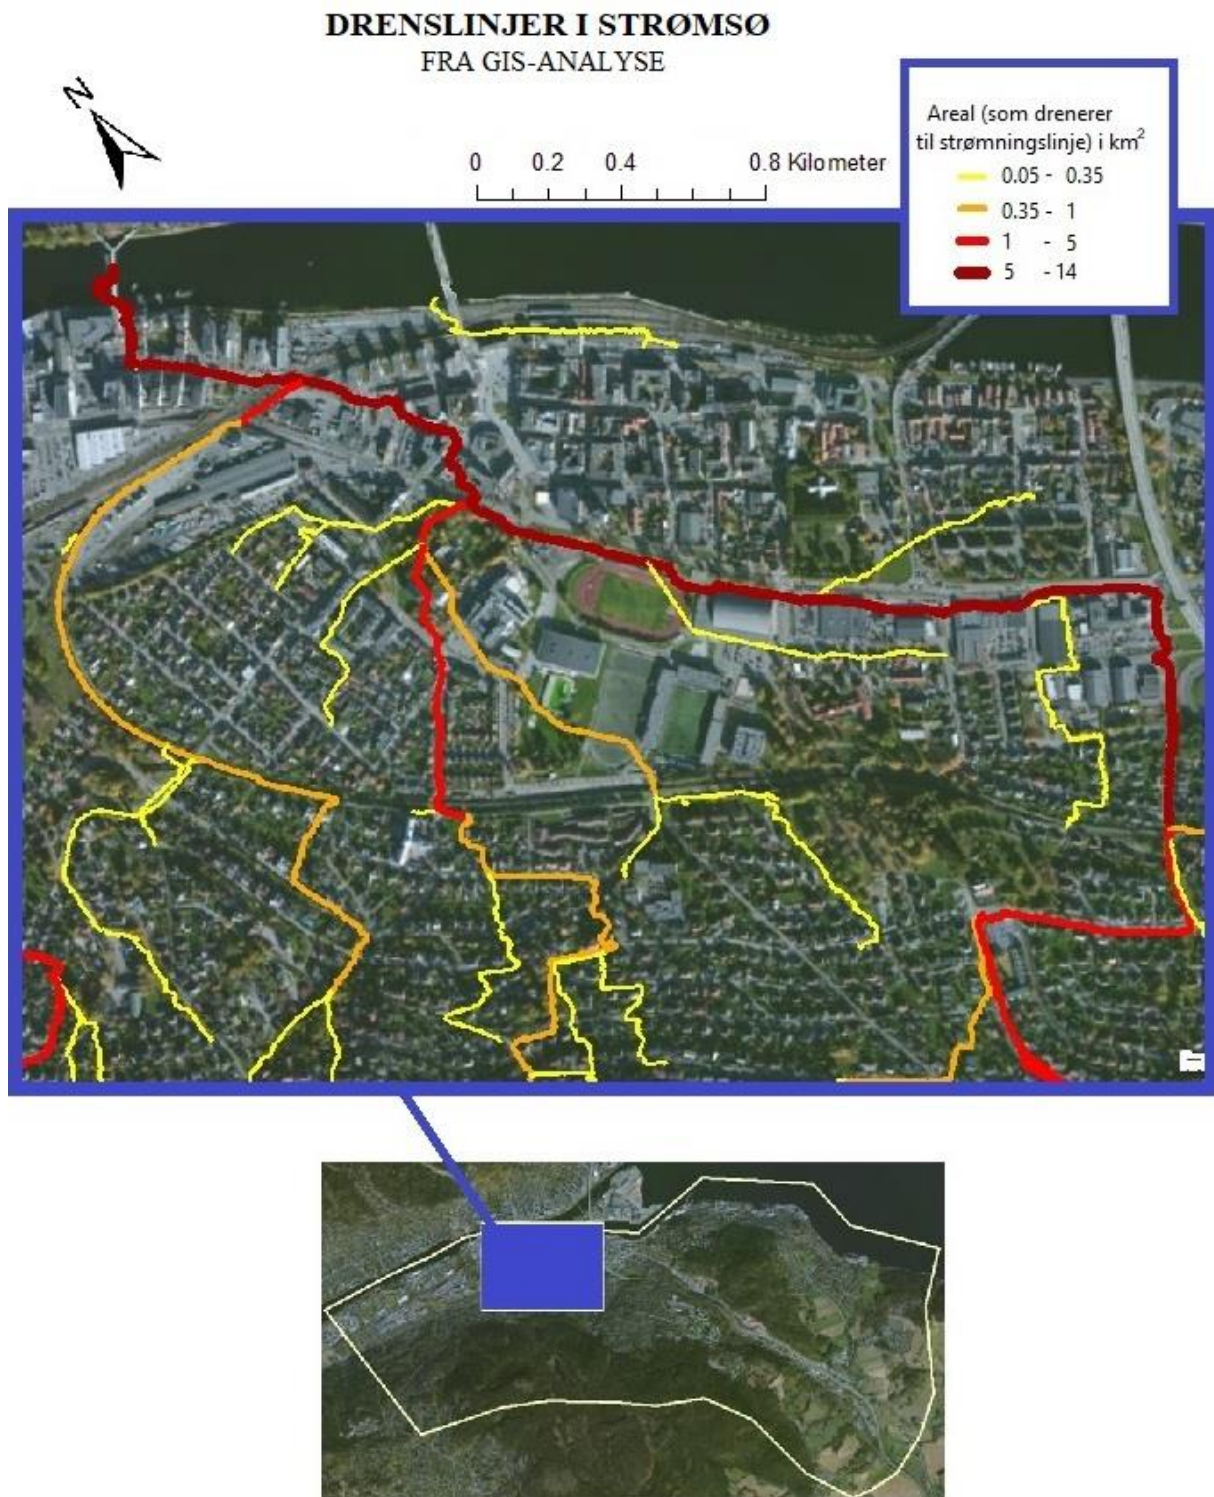 DRENSLINJER I STRØMSØ
FRA GIS-ANALYSE
N
0 0.2 0.4 0.8 Kilometer
Areal (som drenerer
til strømningslinje) i km²
0.05 - 0.35
0.35 - 1
1 - 5
5 - 14